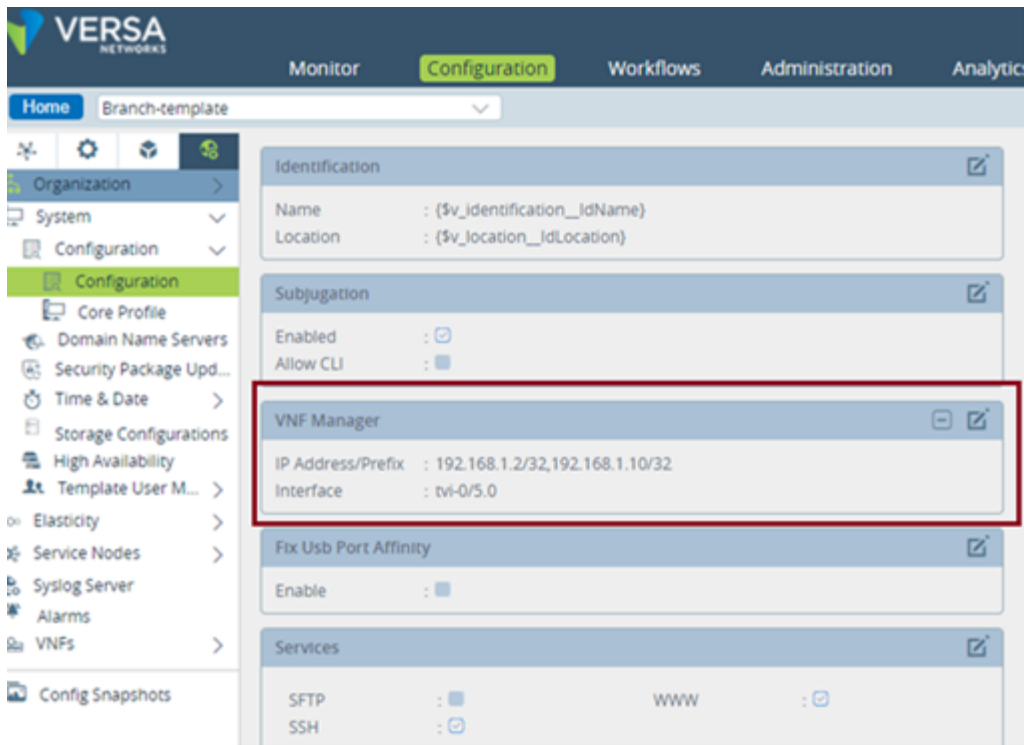 VERSA
NETWORKS
Monitor Configuration Workflows Administration Analytics
Home Branch-template
Organization
System
Configuration
Configuration
Core Profile
Domain Name Servers
Security Package Upd...
Time & Date
Storage Configurations
High Availability
Template User M...
Elasticity
Service Nodes
Syslog Server
Alarms
VNFs
Config Snapshots
Identification
Name : {$v_identification__IdName}
Location : {$v_location__IdLocation}
Subjugation
Enabled :
Allow CLI :
VNF Manager
IP Address/Prefix : 192.168.1.2/32,192.168.1.10/32
Interface : tvi-0/5.0
Fix Usb Port Affinity
Enable :
Services
SFTP : WWW :
SSH :